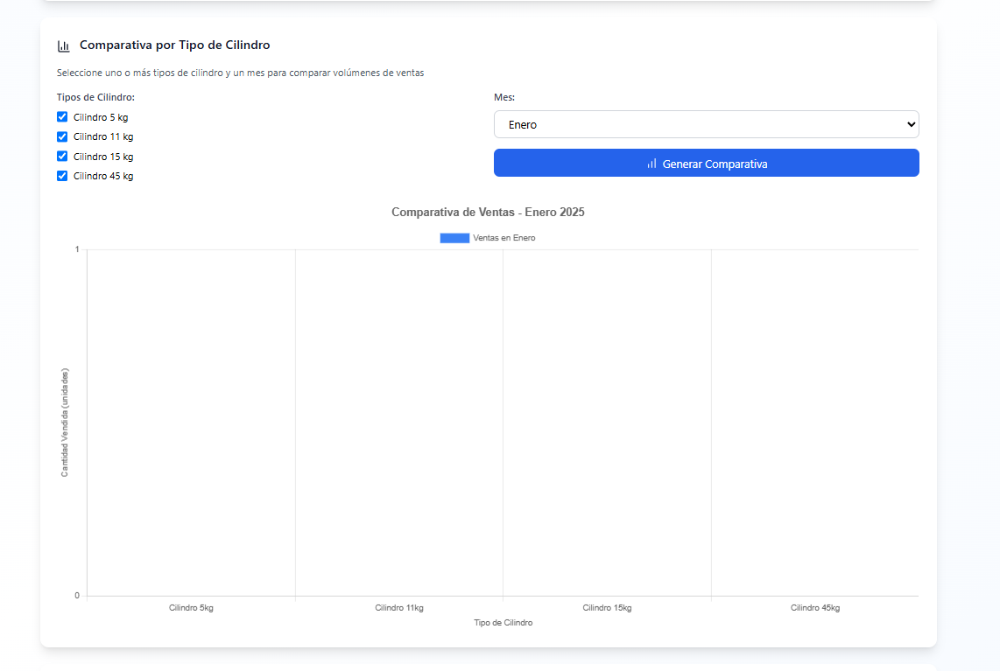 Comparativa por Tipo de Cilindro
Seleccione uno o más tipos de cilindro y un mes para comparar volúmenes de ventas
Tipos de Cilindro:
Cilindro 5 kg
Cilindro 11 kg
Cilindro 15 kg
Cilindro 45 kg
Mes:
Enero
Generar Comparativa
Comparativa de Ventas - Enero 2025
Ventas en Enero
1
Cantidad Vendida (unidades)
0
Cilindro 5kg
Cilindro 11kg
Cilindro 15kg
Cilindro 45kg
Tipo de Cilindro